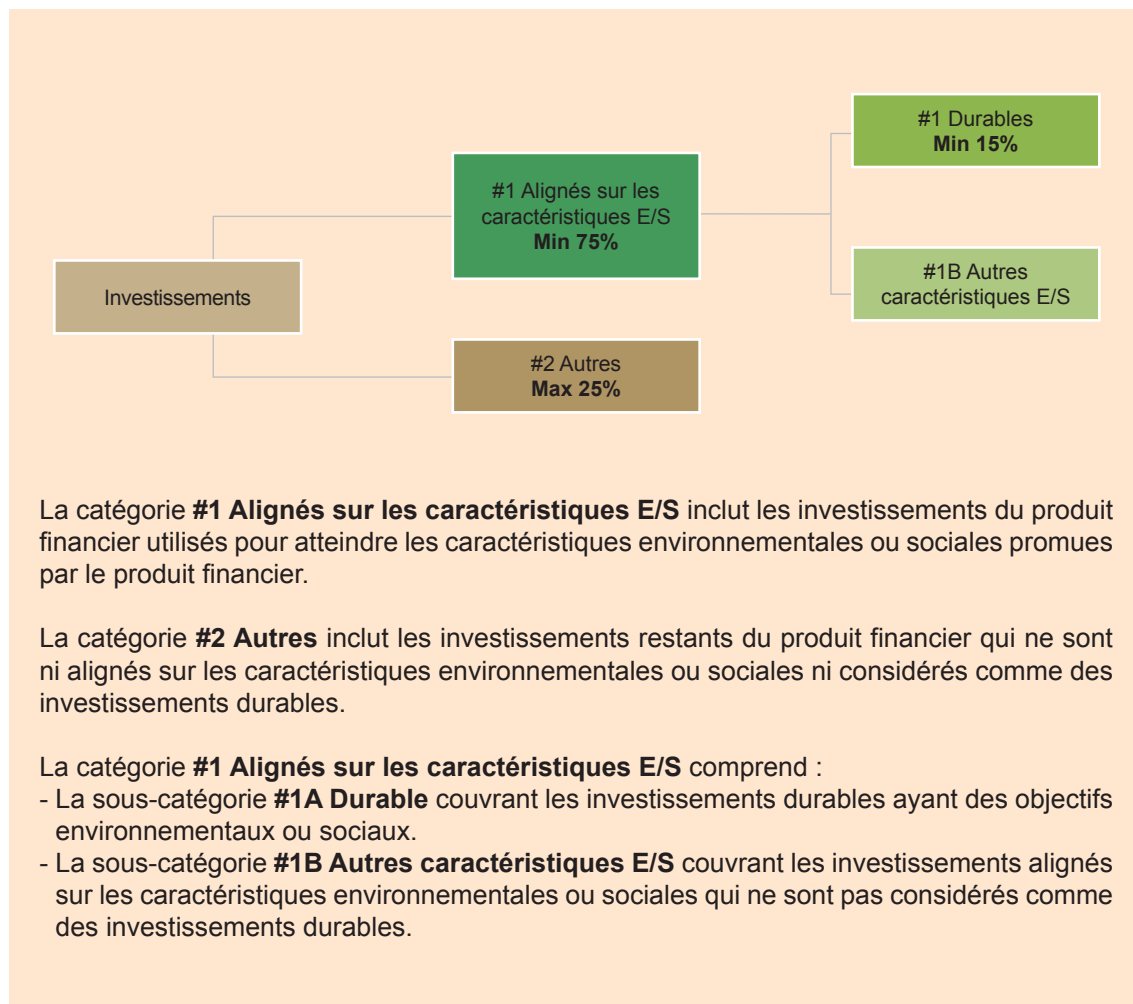 #1 Durables
Min 15%
#1 Alignés sur les
caractéristiques E/S
Min 75%
#1B Autres
caractéristiques E/S
Investissements
#2 Autres
Max 25%
La catégorie #1 Alignés sur les caractéristiques E/S inclut les investissements du produit
financier utilisés pour atteindre les caractéristiques environnementales ou sociales promues
par le produit financier.
La catégorie #2 Autres inclut les investissements restants du produit financier qui ne sont
ni alignés sur les caractéristiques environnementales ou sociales ni considérés comme des
investissements durables.
La catégorie #1 Alignés sur les caractéristiques E/S comprend :
- La sous-catégorie #1A Durable couvrant les investissements durables ayant des objectifs
environnementaux ou sociaux.
- La sous-catégorie #1B Autres caractéristiques E/S couvrant les investissements alignés
sur les caractéristiques environnementales ou sociales qui ne sont pas considérés comme
des investissements durables.